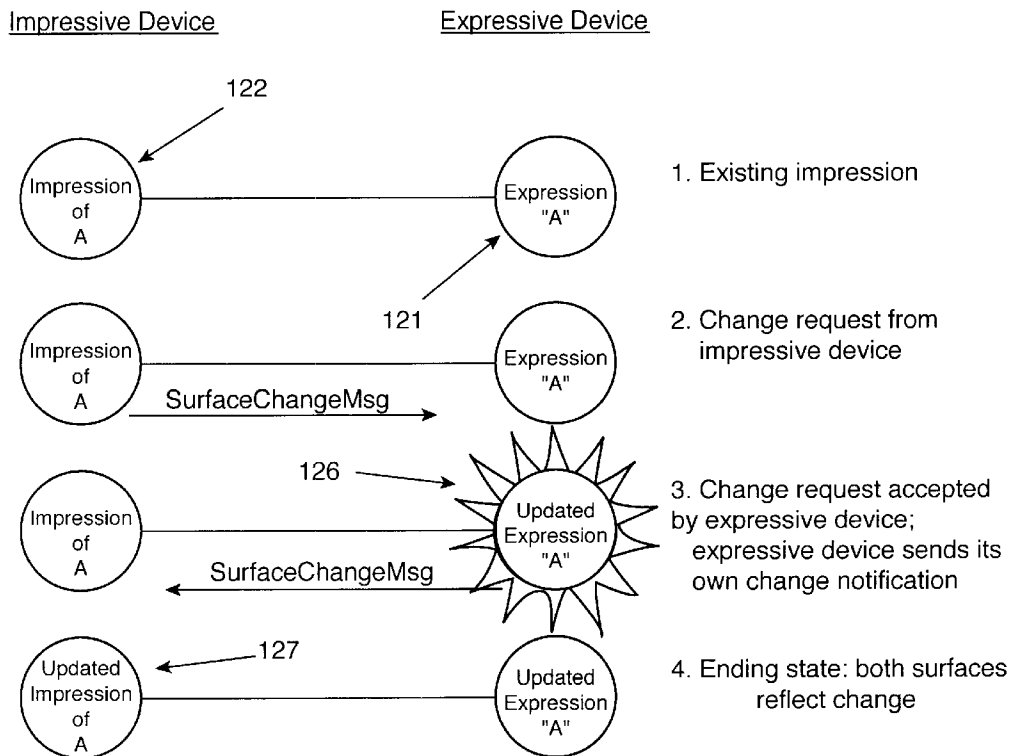 Impressive Device
Expressive Device
122
Impression
of
A
Expression
"A"
1. Existing impression
121
Impression
of
A
Expression
"A"
2. Change request from
impressive device
SurfaceChangeMsg
126
Impression
of
A
Updated
Expression
"A"
3. Change request accepted
by expressive device;
expressive device sends its
own change notification
SurfaceChangeMsg
127
Updated
Impression
of
A
Updated
Expression
"A"
4. Ending state: both surfaces
reflect change